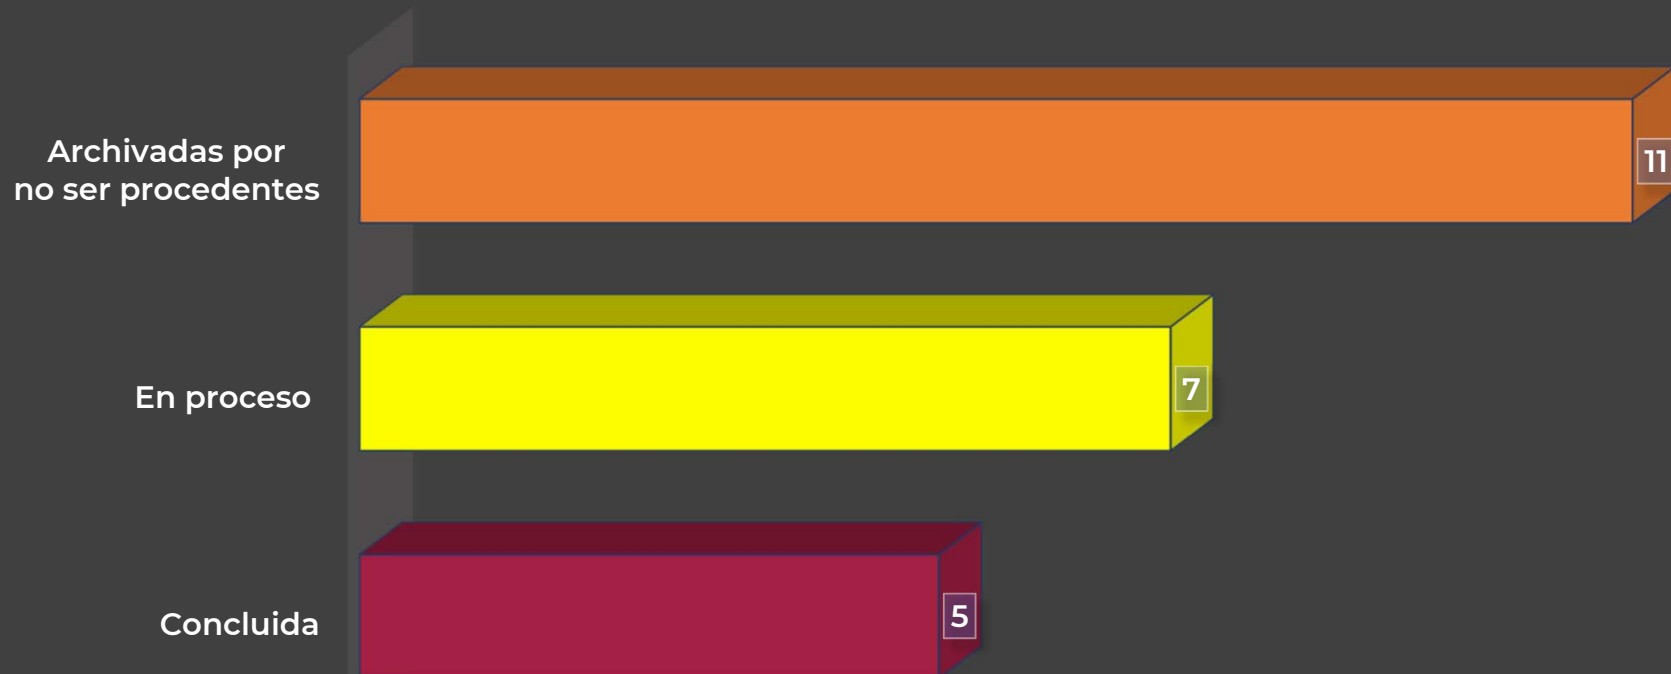 Archivadas por
no ser procedentes
11
En proceso
7
Concluida
5